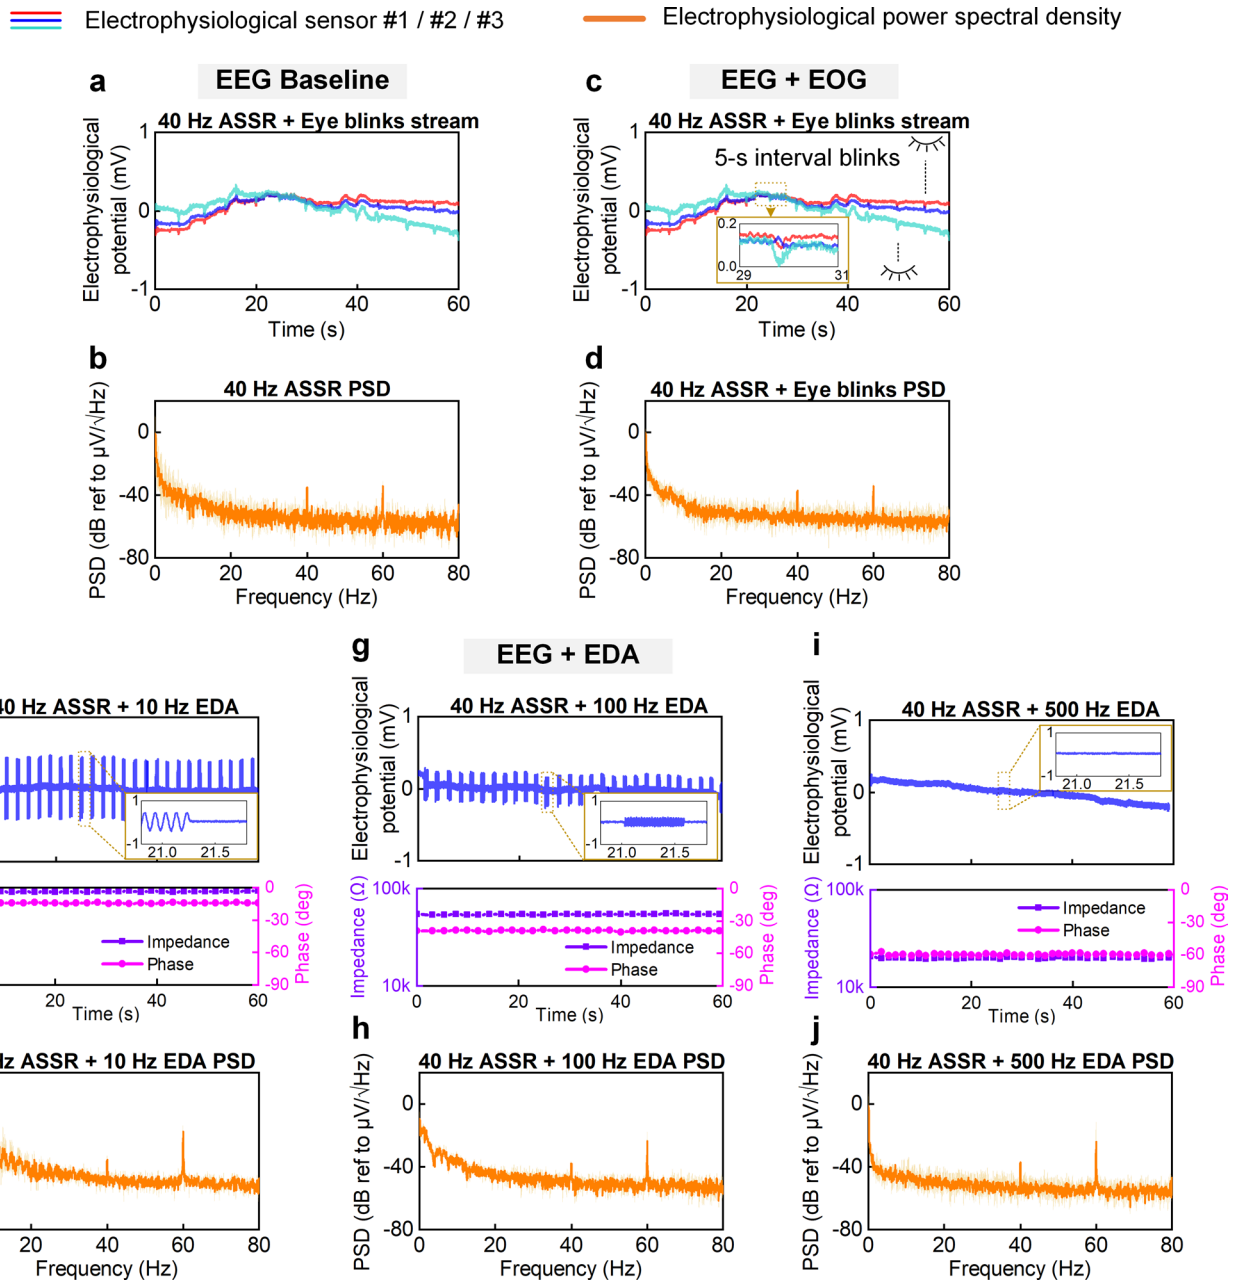 Electrophysiological sensor #1 / #2 / #3
Electrophysiological power spectral density
a
EEG Baseline
40 Hz ASSR + Eye blinks stream
Electrophysiological
potential (mV)
1
0
-1
0 20 40 60
Time (s)
c
EEG + EOG
40 Hz ASSR + Eye blinks stream
5-s interval blinks
Electrophysiological
potential (mV)
1
0
-1
0.2
0.0
29 31
0 20 40 60
Time (s)
b
40 Hz ASSR PSD
PSD (dB ref to µV/√Hz)
0
-40
-80
0 20 40 60 80
Frequency (Hz)
d
40 Hz ASSR + Eye blinks PSD
PSD (dB ref to µV/√Hz)
0
-40
-80
0 20 40 60 80
Frequency (Hz)
40 Hz ASSR + 10 Hz EDA
1
-1
21.0 21.5
0
-30
-60
-90
Phase (deg)
Impedance
Phase
20 40 60
Time (s)
g
EEG + EDA
40 Hz ASSR + 100 Hz EDA
Electrophysiological
potential (mV)
1
0
-1
1
-1
21.0 21.5
100k
10k
Impedance (Ω)
0
-30
-60
-90
Phase (deg)
Impedance
Phase
0 20 40 60
Time (s)
i
40 Hz ASSR + 500 Hz EDA
Electrophysiological
potential (mV)
1
0
-1
1
-1
21.0 21.5
100k
10k
Impedance (Ω)
0
-30
-60
-90
Phase (deg)
Impedance
Phase
0 20 40 60
Time (s)
Hz ASSR + 10 Hz EDA PSD
20 40 60 80
Frequency (Hz)
h
40 Hz ASSR + 100 Hz EDA PSD
PSD (dB ref to µV/√Hz)
0
-40
-80
0 20 40 60 80
Frequency (Hz)
j
40 Hz ASSR + 500 Hz EDA PSD
PSD (dB ref to µV/√Hz)
0
-40
-80
0 20 40 60 80
Frequency (Hz)